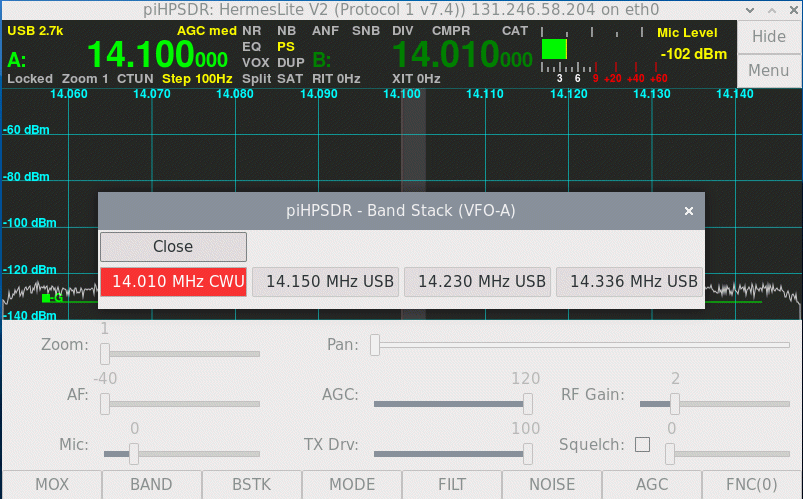 piHPSDR: HermesLite V2 (Protocol 1 v7.4)) 131.246.58.204 on eth0
USB 2.7k AGC med NR NB ANF SNB DIV CMPR CAT Mic Level Hide
A: 14.100000 EQ PS B: 14.010000 -102 dBm
VOX DUP Menu
Locked Zoom 1 CTUN Step 100Hz Split SAT RIT 0Hz XIT 0Hz 3 6 9 +20 +40 +60
14.060 14.070 14.080 14.090 14.100 14.110 14.120 14.130 14.140
-60 dBm
-80 dBm
-100 dBm
-120 dBm
-G
-140 dBm
piHPSDR - Band Stack (VFO-A) ×
Close
14.010 MHz CWU 14.150 MHz USB 14.230 MHz USB 14.336 MHz USB
Zoom: 1 Pan:
AF: -40 AGC: 120 RF Gain: 2
Mic: 0 TX Drv: 100 Squelch: 0
MOX BAND BSTK MODE FILT NOISE AGC FNC(0)